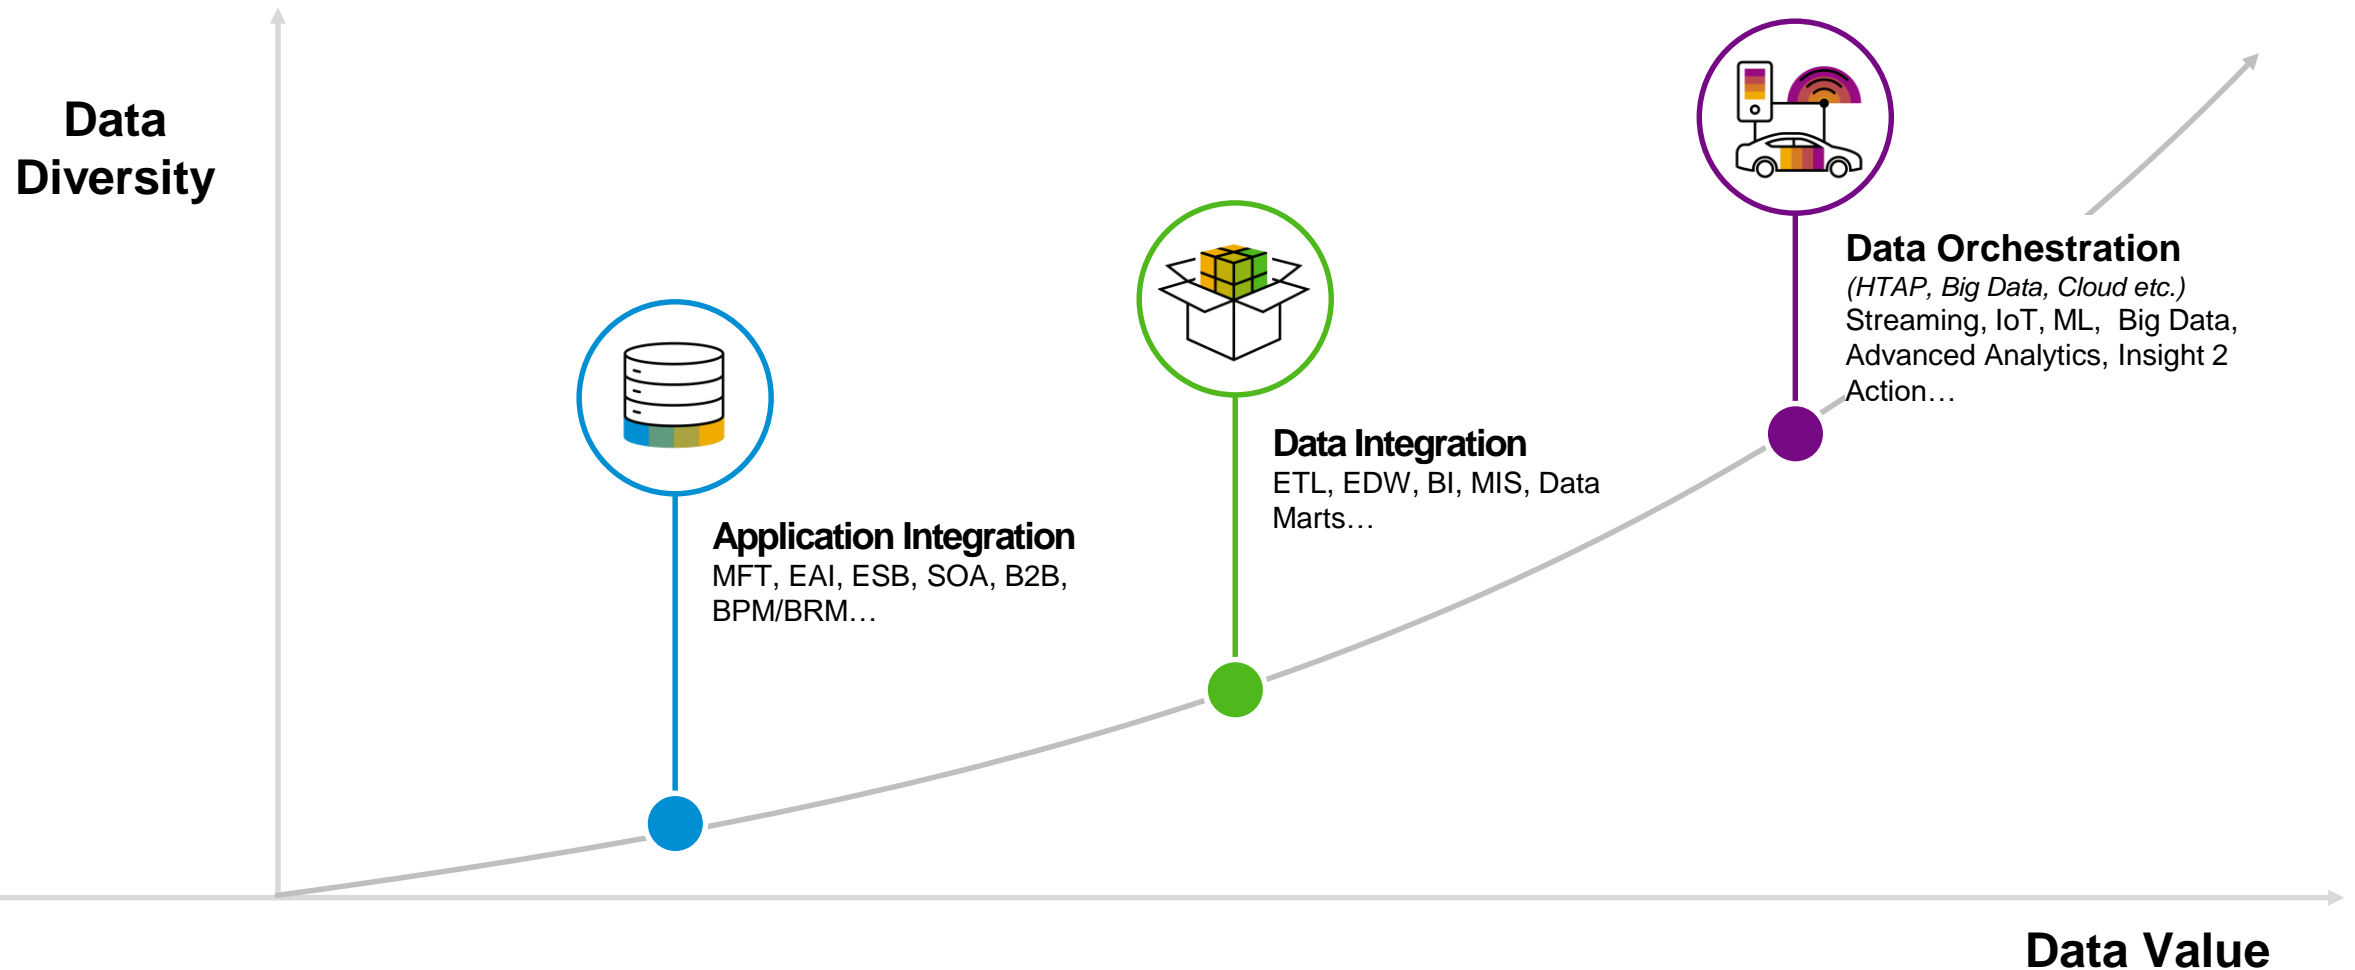 Data
Diversity
Data Orchestration
(HTAP, Big Data, Cloud etc.)
Streaming, IoT, ML, Big Data,
Advanced Analytics, Insight 2
Action…
Data Integration
ETL, EDW, BI, MIS, Data
Marts…
Application Integration
MFT, EAI, ESB, SOA, B2B,
BPM/BRM…
Data Value